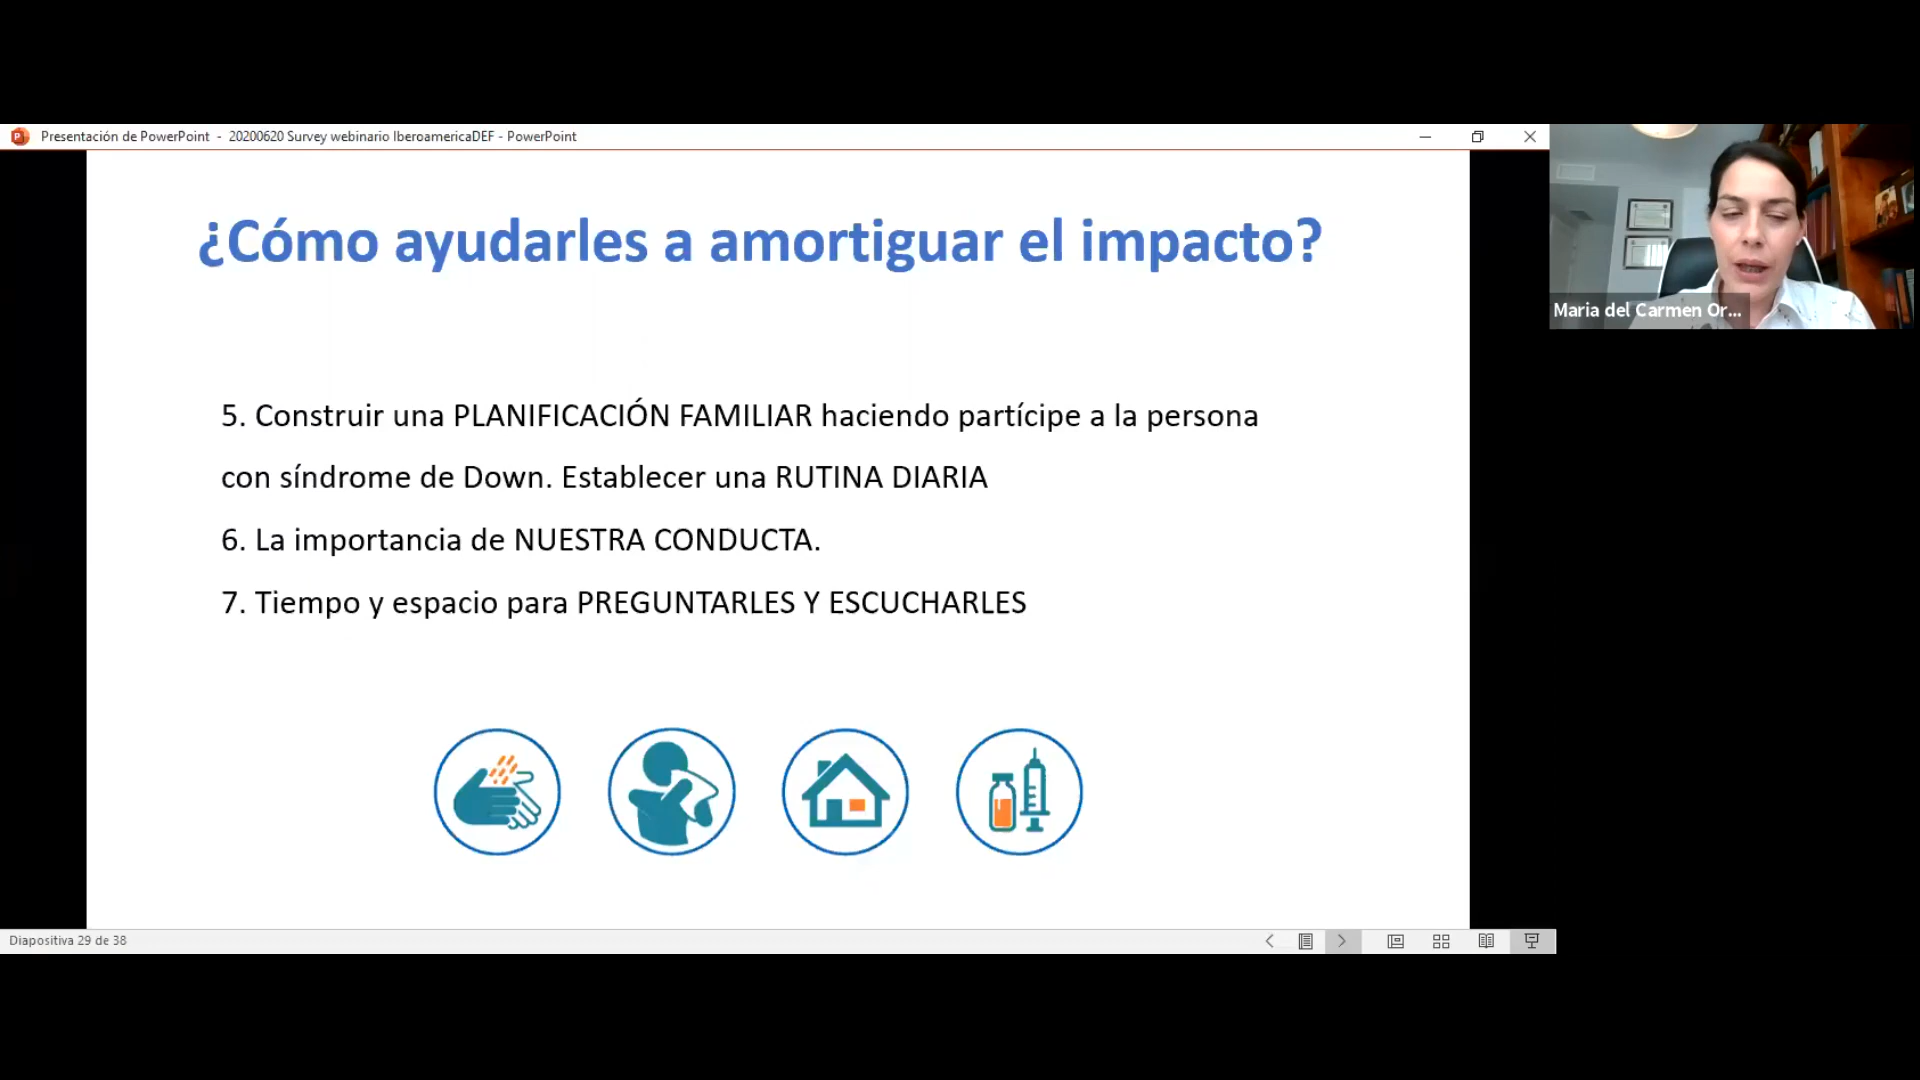 Presentación de PowerPoint - 20200620 Survey webinario IberoamericaDEF - PowerPoint
¿Cómo ayudarles a amortiguar el impacto?
Maria del Carmen Or...
5. Construir una PLANIFICACIÓN FAMILIAR haciendo partícipe a la persona
con síndrome de Down. Establecer una RUTINA DIARIA
6. La importancia de NUESTRA CONDUCTA.
7. Tiempo y espacio para PREGUNTARLES Y ESCUCHARLES
Diapositiva 29 de 38